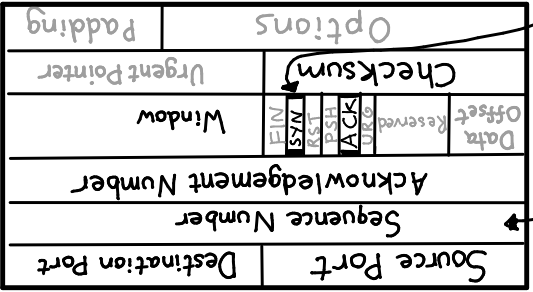 Source Port Destination Port
Sequence Number
Acknowledgement Number
Data Offset Reserved URG ACK PSH RST SYN FIN Window
Checksum Urgent Pointer
Options Padding